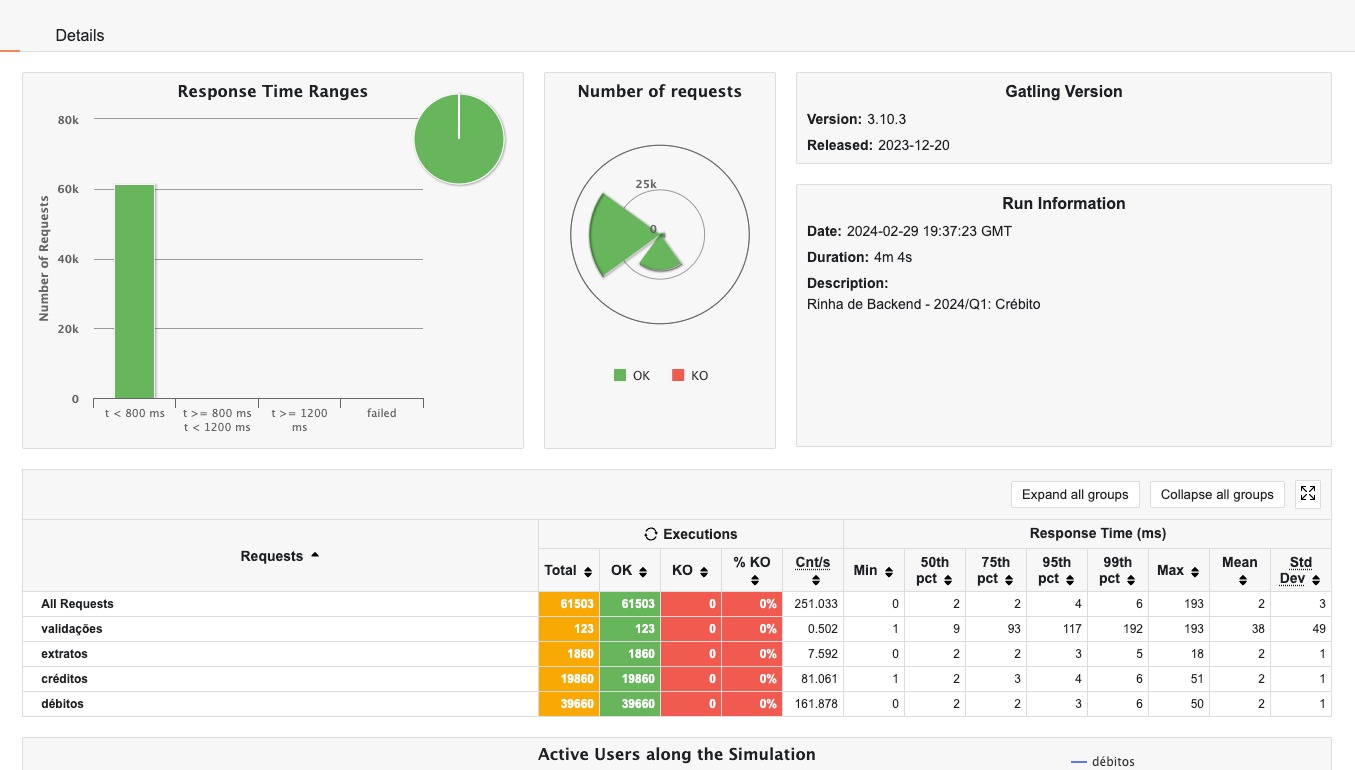 Details
Response Time Ranges
80k
60k
40k
20k
0
Number of Requests
t < 800 ms
t >= 800 ms
t < 1200 ms
t >= 1200
ms
failed
Number of requests
25k
0
OK
KO
Gatling Version
Version: 3.10.3
Released: 2023-12-20
Run Information
Date: 2024-02-29 19:37:23 GMT
Duration: 4m 4s
Description:
Rinha de Backend - 2024/Q1: Crébito
Expand all groups Collapse all groups
Requests Executions Response Time (ms)
Total OK KO % KO Cnt/s Min 50th pct 75th pct 95th pct 99th pct Max Mean Std Dev
All Requests 61503 61503 0 0% 251.033 0 2 2 4 6 193 2 3
validações 123 123 0 0% 0.502 1 9 93 117 192 193 38 49
extratos 1860 1860 0 0% 7.592 0 2 2 3 5 18 2 1
créditos 19860 19860 0 0% 81.061 1 2 3 4 6 51 2 1
débitos 39660 39660 0 0% 161.878 0 2 2 3 6 50 2 1
Active Users along the Simulation
débitos